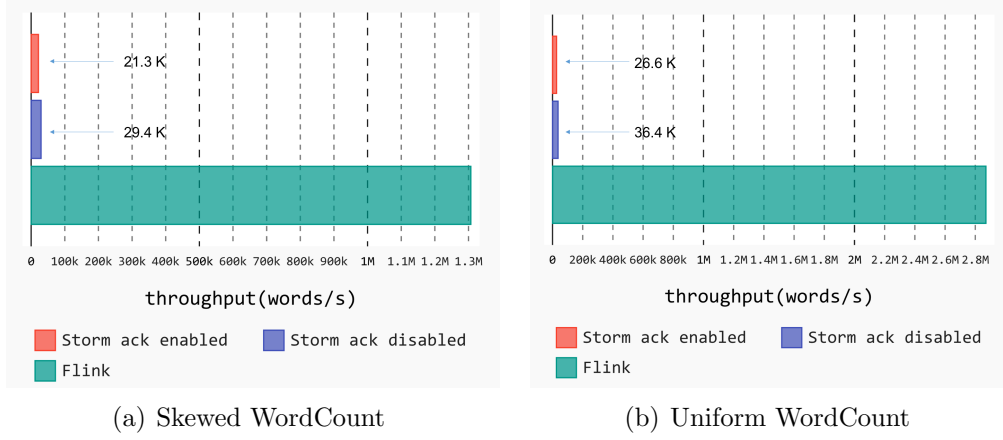 21.3 K
29.4 K
0 100k 200k 300k 400k 500k 600k 700k 800k 900k 1M 1.1M 1.2M 1.3M
throughput(words/s)
Storm ack enabled Storm ack disabled
Flink
(a) Skewed WordCount
26.6 K
36.4 K
0 200k 400k 600k 800k 1M 1.2M 1.4M 1.6M 1.8M 2M 2.2M 2.4M 2.6M 2.8M
throughput(words/s)
Storm ack enabled Storm ack disabled
Flink
(b) Uniform WordCount